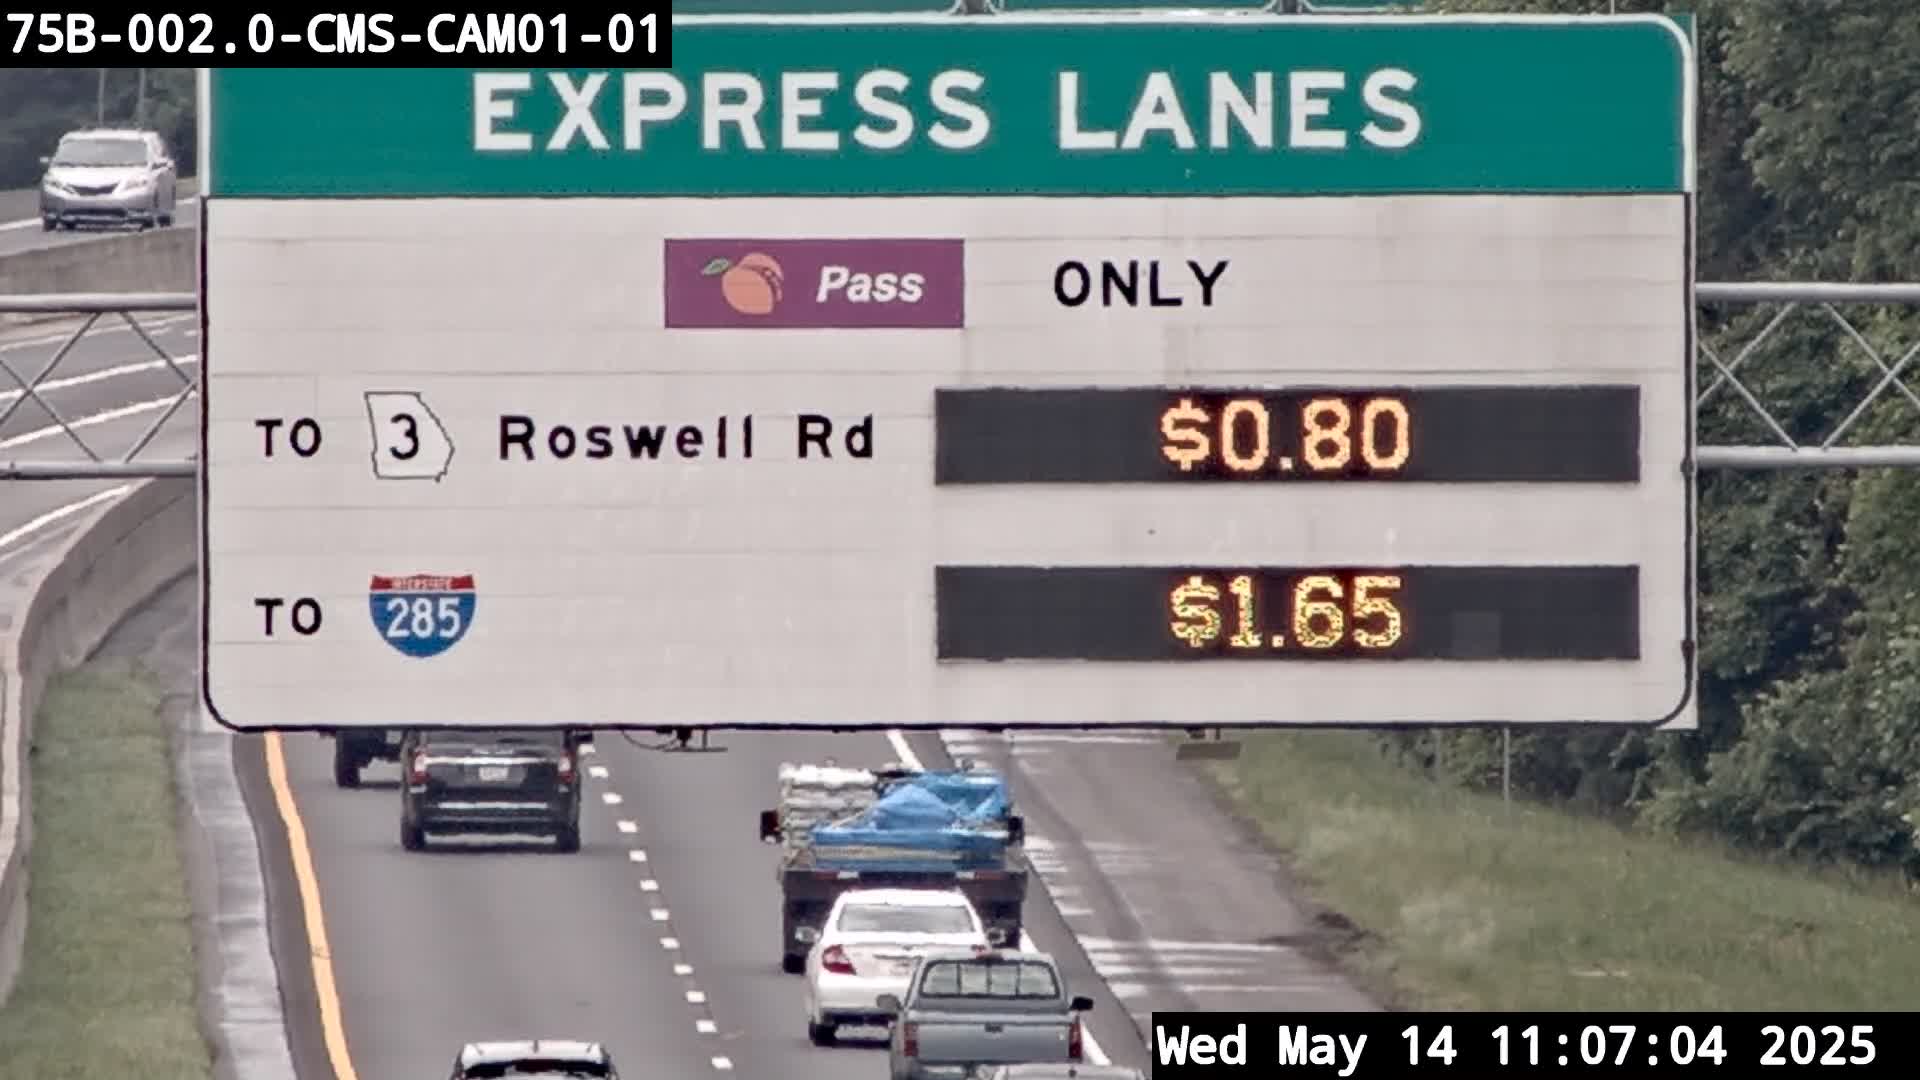 75B-002.0-CMS-CAM01-01
EXPRESS LANES
Pass ONLY
TO 3 Roswell Rd $0.80
INTERSTATE
TO 285 $1.65
Wed May 14 11:07:04 2025